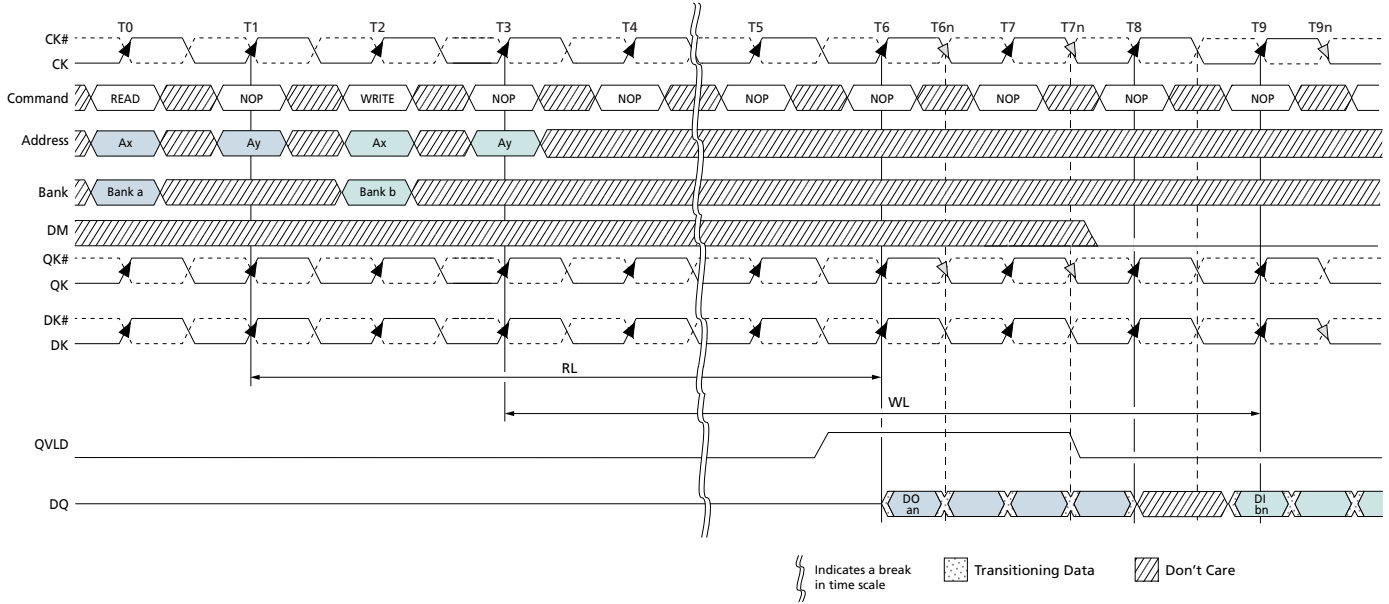 T0 T1 T2 T3 T4 T5 T6 T6n T7 T7n T8 T9 T9n
CK#
CK
Command READ NOP WRITE NOP NOP NOP NOP NOP NOP NOP
Address Ax Ay Ax Ay
Bank Bank a Bank b
DM
QK#
QK
DK#
DK
RL
WL
QVLD
DQ DO an DI bn
Indicates a break
in time scale
Transitioning Data
Don't Care